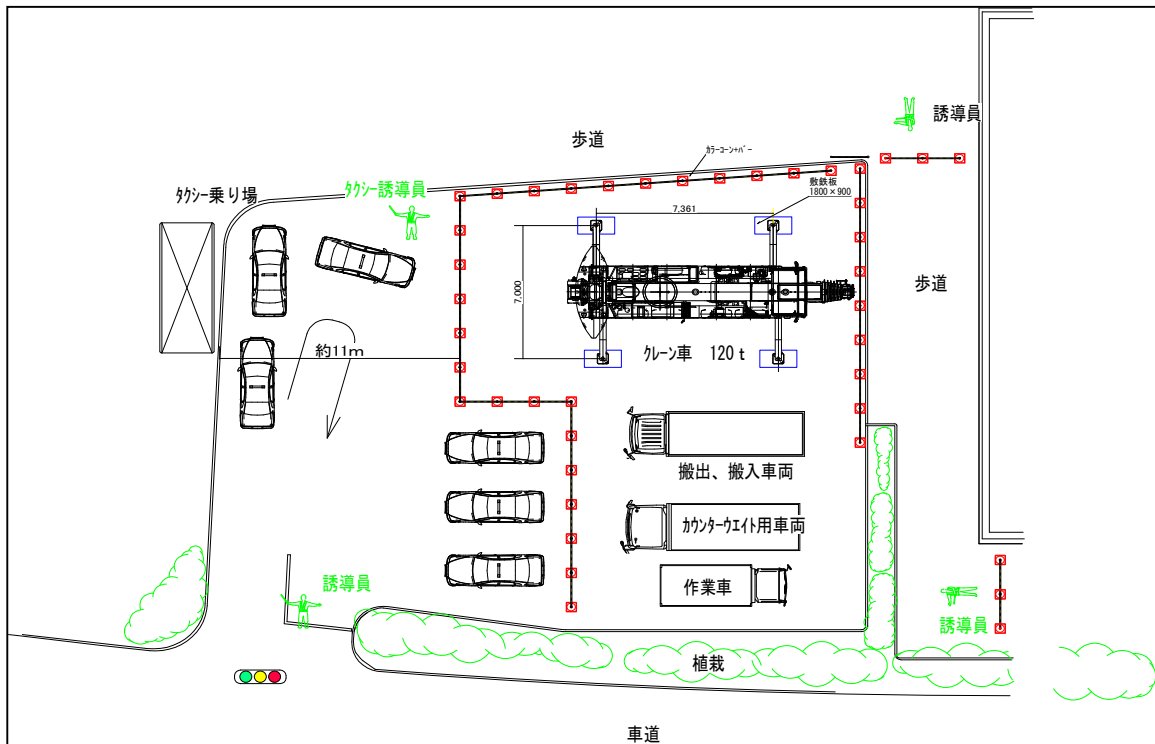 誘導員
歩道
ｶﾗｰｺｰﾝ+ﾊﾞｰ
ﾀｸｼｰ乗り場
ﾀｸｼｰ誘導員
敷鉄板
1800×900
7,361
7,000
歩道
約11ｍ
ｸﾚｰﾝ車 120ｔ
搬出、搬入車両
ｶｳﾝﾀｰｳｴｲﾄ用車両
作業車
誘導員
誘導員
植栽
車道